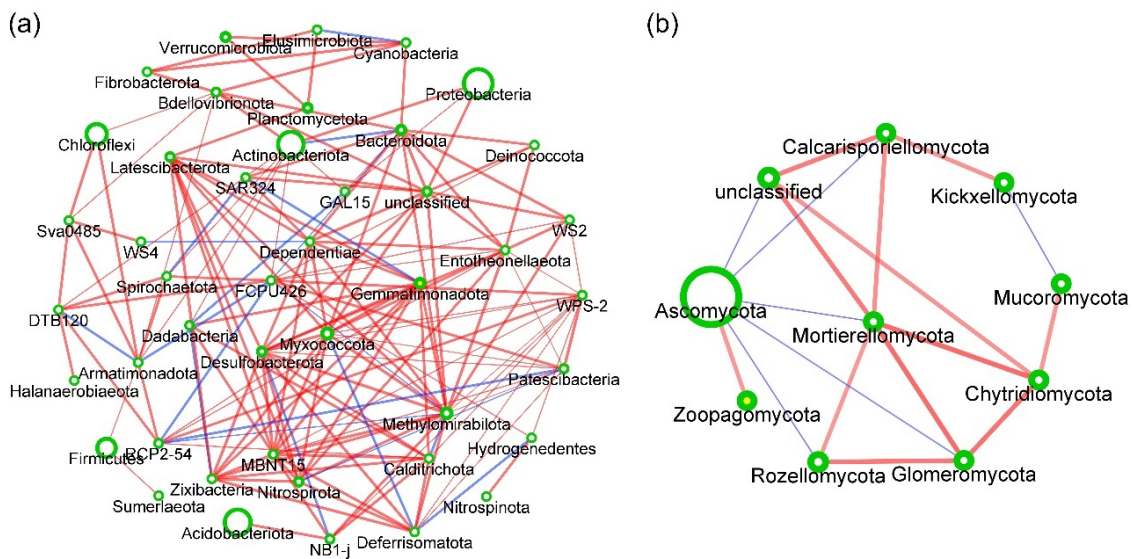 (a)
Elusimicrobiota
Verrucomicrobiota
Cyanobacteria
Fibrobacterota
Bdellovibrionota
Proteobacteria
Planctomycetota
Chloroflexi
Actinobacteriota
Bacteroidota
Deinococcota
Latescibacterota
SAR324
GAL15
unclassified
Sva0485
WS4
Dependentiae
WS2
Entotheonellaeota
Spirochaetota
FCPU426
Gemmatimonadota
WPS-2
DTB120
Dadabacteria
Myxococcota
Desulfobacterota
Armatimonadota
Patescibacteria
Halanaerobiaeota
Methylomirabilota
RCP2-54
Firmicutes
MBNT15
Calditrichota
Hydrogenedentes
Zixibacteria
Nitrospirota
Sumerlaeota
Nitrospinota
Acidobacteriota
NB1-j
Deferrisomatota
(b)
Calcarisporiellomycota
unclassified
Kickxellomycota
Ascomycota
Mucoromycota
Mortierellomycota
Chytridiomycota
Zoopagomycota
Rozellomycota
Glomeromycota